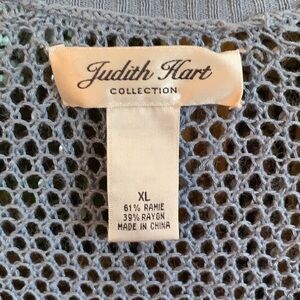 Judith Hart
COLLECTION
XL
61% RAMIE
39% RAYON
MADE IN CHINA